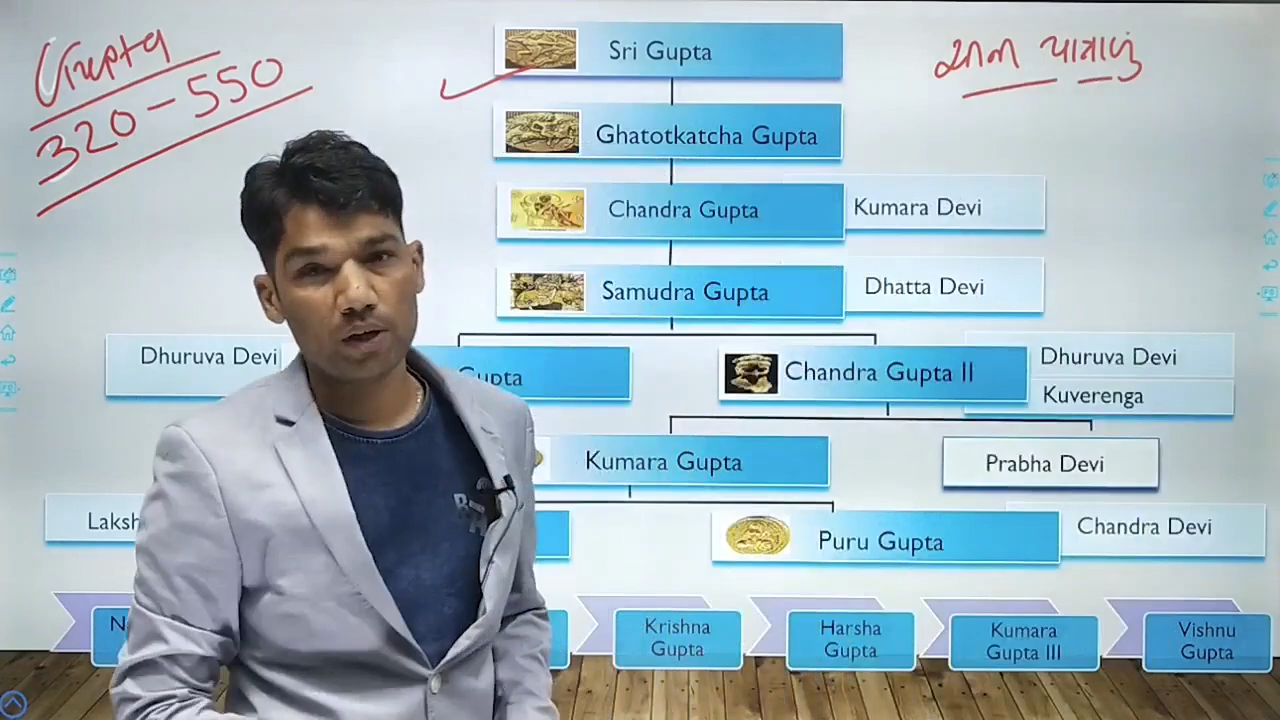 Gupta
320-550
Sri Gupta
Ghatotkatcha Gupta
Chandra Gupta
Kumara Devi
Samudra Gupta
Dhatta Devi
Dhuruva Devi
Gupta
Chandra Gupta II
Dhuruva Devi
Kuverenga
Kumara Gupta
Prabha Devi
Puru Gupta
Chandra Devi
Krishna
Gupta
Harsha
Gupta
Kumara
Gupta III
Vishnu
Gupta